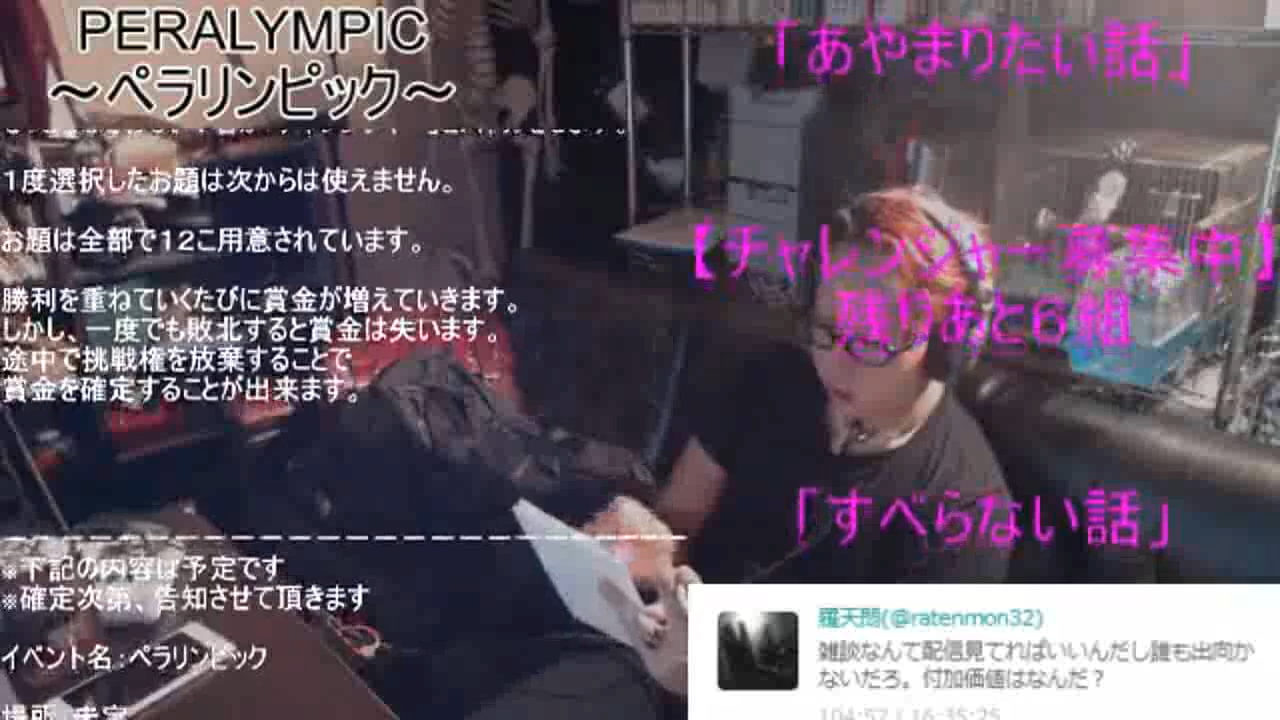 PERALYMPIC
～ペラリンピック～
1度選択したお題は次からは使えません。
お題は全部で12こ用意されています。
勝利を重ねていくたびに賞金が増えていきます。
しかし、一度でも敗北すると賞金は失います。
途中で挑戦権を放棄することで
賞金を確定することが出来ます。
※下記の内容は予定です
※確定次第、告知させて頂きます
イベント名：ペラリンピック
場所：未定
「あやまりたい話」
【チャレンジャー募集中】
残りあと6組
「すべらない話」
羅天悶(@ratenmon32)
雑談なんて配信見てればいいんだし誰も出向か
ないだろ。付加価値はなんだ？